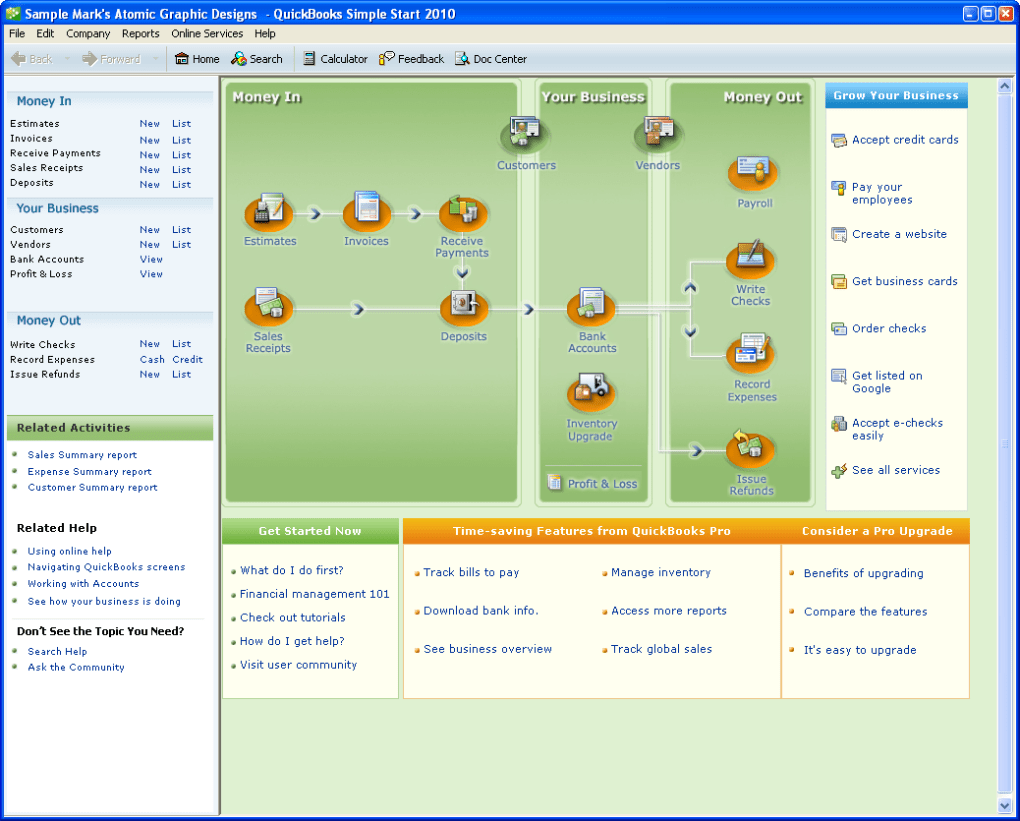 Sample Mark's Atomic Graphic Designs - QuickBooks Simple Start 2010
File Edit Company Reports Online Services Help
Back Forward Home Search Calculator Feedback Doc Center
Money In
Estimates New List
Invoices New List
Receive Payments New List
Sales Receipts New List
Deposits New List
Your Business
Customers New List
Vendors New List
Bank Accounts View
Profit & Loss View
Money Out
Write Checks New List
Record Expenses Cash Credit
Issue Refunds New List
Related Activities
Sales Summary report
Expense Summary report
Customer Summary report
Related Help
Using online help
Navigating QuickBooks screens
Working with Accounts
See how your business is doing
Don't See the Topic You Need?
Search Help
Ask the Community
Money In
Estimates
Invoices
Receive
Payments
Sales
Receipts
Deposits
Your Business
Customers
Vendors
Bank
Accounts
Inventory
Upgrade
Profit & Loss
Money Out
Payroll
Write
Checks
Record
Expenses
Issue
Refunds
Grow Your Business
Accept credit cards
Pay your
employees
Create a website
Get business cards
Order checks
Get listed on
Google
Accept e-checks
easily
See all services
Get Started Now
What do I do first?
Financial management 101
Check out tutorials
How do I get help?
Visit user community
Time-saving Features from QuickBooks Pro
Track bills to pay
Download bank info.
See business overview
Manage inventory
Access more reports
Track global sales
Consider a Pro Upgrade
Benefits of upgrading
Compare the features
It's easy to upgrade